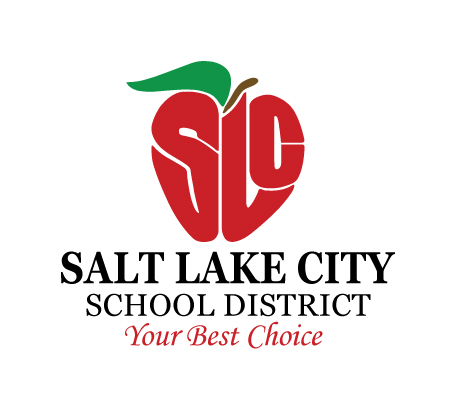 SLC
SALT LAKE CITY
SCHOOL DISTRICT
Your Best Choice